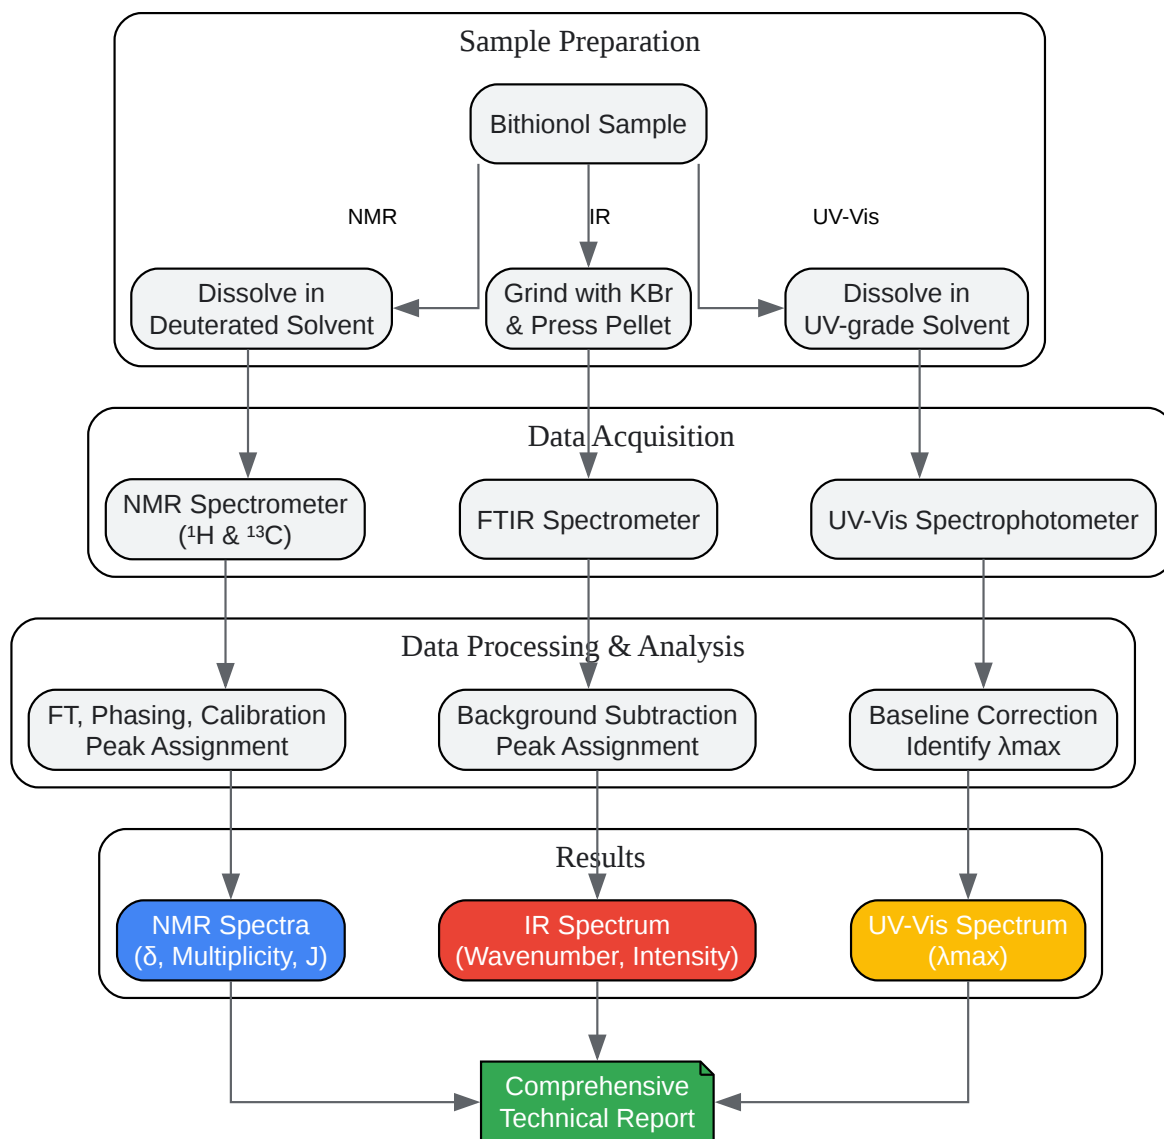 Sample Preparation
Bithionol Sample
NMR
IR
UV-Vis
Dissolve in
Deuterated Solvent
Grind with KBr
& Press Pellet
Dissolve in
UV-grade Solvent
Data Acquisition
NMR Spectrometer
(¹H & ¹³C)
FTIR Spectrometer
UV-Vis Spectrophotometer
Data Processing & Analysis
FT, Phasing, Calibration
Peak Assignment
Background Subtraction
Peak Assignment
Baseline Correction
Identify λmax
Results
NMR Spectra
(δ, Multiplicity, J)
IR Spectrum
(Wavenumber, Intensity)
UV-Vis Spectrum
(λmax)
Comprehensive
Technical Report